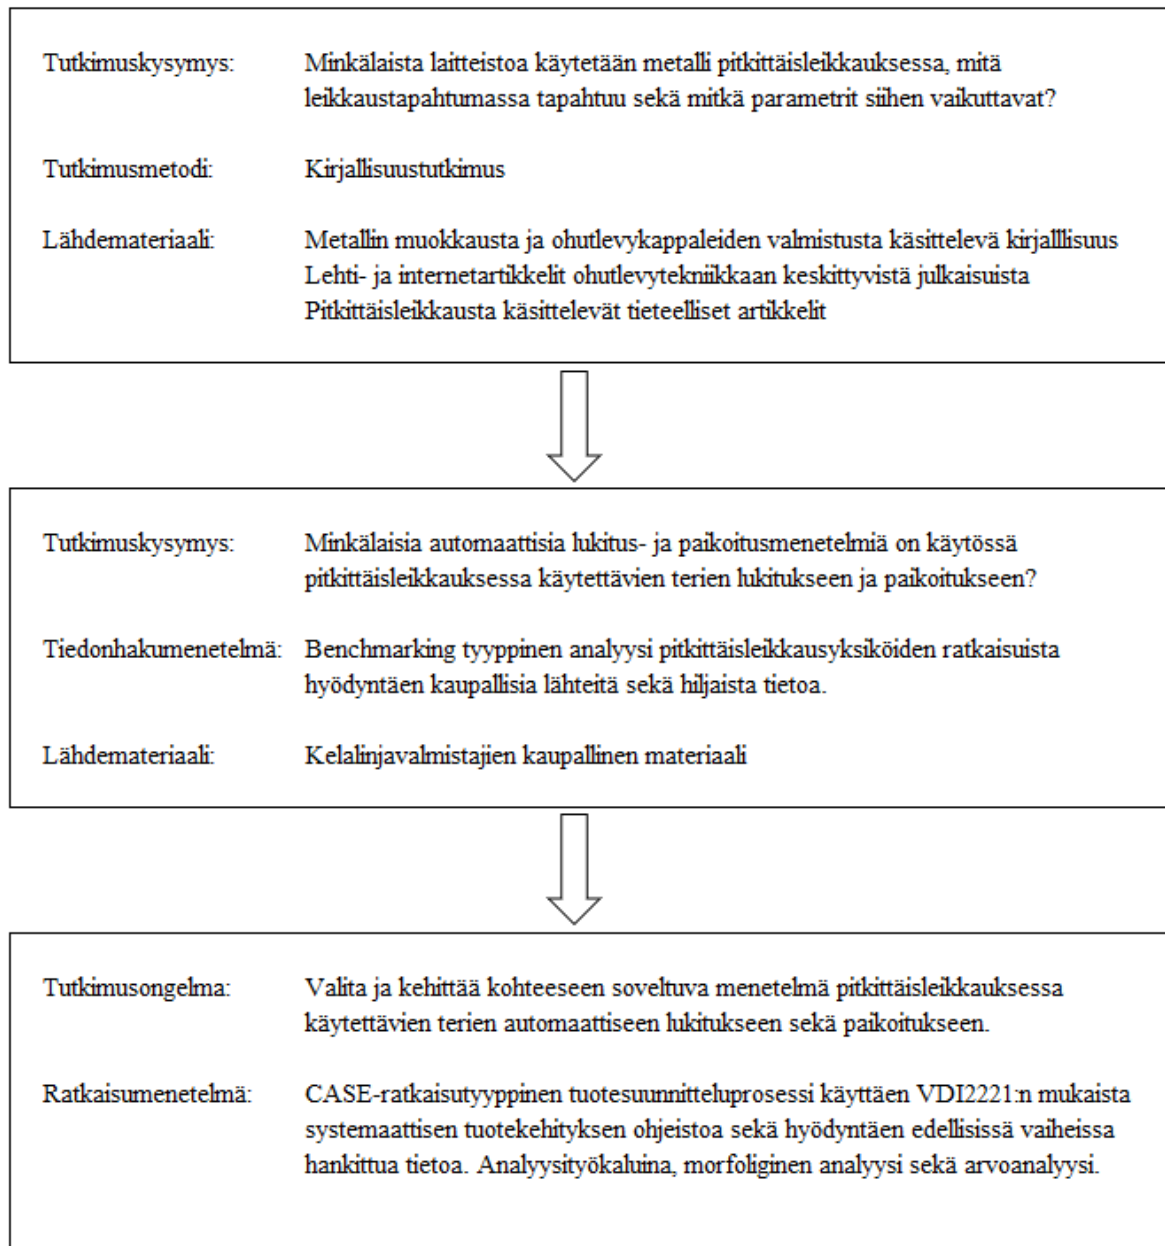 Tutkimuskysymys: Minkälaista laitteistoa käytetään metalli pitkittäisleikkauksessa, mitä
leikkaustapahtumassa tapahtuu sekä mitkä parametrit siihen vaikuttavat?
Tutkimusmetodi: Kirjallisuustutkimus
Lähdemateriaali: Metallin muokkausta ja ohutlevykappaleiden valmistusta käsittelevä kirjalllisuus
Lehti- ja internetartikkelit ohutlevytekniikkaan keskittyvistä julkaisuista
Pitkittäisleikkausta käsittelevät tieteelliset artikkelit
Tutkimuskysymys: Minkälaisia automaattisia lukitus- ja paikoitusmenetelmiä on käytössä
pitkittäisleikkauksessa käytettävien terien lukitukseen ja paikoitukseen?
Tiedonhakumenetelmä: Benchmarking tyyppinen analyysi pitkittäisleikkausyksiköiden ratkaisuista
hyödyntäen kaupallisia lähteitä sekä hiljaista tietoa.
Lähdemateriaali: Kelalinjavalmistajien kaupallinen materiaali
Tutkimusongelma: Valita ja kehittää kohteeseen soveltuva menetelmä pitkittäisleikkauksessa
käytettävien terien automaattiseen lukitukseen sekä paikoitukseen.
Ratkaisumenetelmä: CASE-ratkaisutyyppinen tuotesuunnitteluprosessi käyttäen VDI2221:n mukaista
systemaattisen tuotekehityksen ohjeistoa sekä hyödyntäen edellisissä vaiheissa
hankittua tietoa. Analyysityökaluina, morfoliginen analyysi sekä arvoanalyysi.